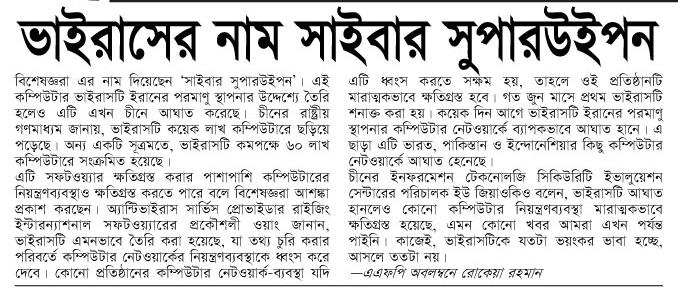 ভাইরাসের নাম সাইবার সুপারউইপন
বিশেষজ্ঞরা এর নাম দিয়েছেন ‘সাইবার সুপারউইপন’। এই
কম্পিউটার ভাইরাসটি ইরানের পরমাণু স্থাপনার উদ্দেশ্যে তৈরি
হলেও এটি এখন চীনে আঘাত করেছে। চীনের রাষ্ট্রীয়
গণমাধ্যম জানায়, ভাইরাসটি কয়েক লাখ কম্পিউটারে ছড়িয়ে
পড়েছে। অন্য একটি সূত্রমতে, ভাইরাসটি কমপক্ষে ৬০ লাখ
কম্পিউটারে সংক্রমিত হয়েছে।
এটি সফটওয়্যার ক্ষতিগ্রস্ত করার পাশাপাশি কম্পিউটারের
নিয়ন্ত্রণব্যবস্থাও ক্ষতিগ্রস্ত করতে পারে বলে বিশেষজ্ঞরা আশঙ্কা
প্রকাশ করছেন। অ্যান্টিভাইরাস সার্ভিস প্রোভাইডার রাইজিং
ইন্টারন্যাশনাল সফটওয়্যারের প্রকৌশলী ওয়াং জানান,
ভাইরাসটি এমনভাবে তৈরি করা হয়েছে, যা তথ্য চুরি করার
পরিবর্তে কম্পিউটার নেটওয়ার্কের নিয়ন্ত্রণব্যবস্থাকে ধ্বংস করে
দেবে। কোনো প্রতিষ্ঠানের কম্পিউটার নেটওয়ার্ক-ব্যবস্থা যদি
এটি ধ্বংস করতে সক্ষম হয়, তাহলে ওই প্রতিষ্ঠানটি
মারাত্মকভাবে ক্ষতিগ্রস্ত হবে। গত জুন মাসে প্রথম ভাইরাসটি
শনাক্ত করা হয়। কয়েক দিন আগে ভাইরাসটি ইরানের পরমাণু
স্থাপনার কম্পিউটার নেটওয়ার্কে ব্যাপকভাবে আঘাত হানে। এ
ছাড়া এটি ভারত, পাকিস্তান ও ইন্দোনেশিয়ার কিছু কম্পিউটার
নেটওয়ার্কে আঘাত হেনেছে।
চীনের ইনফরমেশন টেকনোলজি সিকিউরিটি ইভালুয়েশন
সেন্টারের পরিচালক ইউ জিয়াওকিও বলেন, ভাইরাসটি আঘাত
হানলেও কোনো কম্পিউটার নিয়ন্ত্রণব্যবস্থা মারাত্মকভাবে
ক্ষতিগ্রস্ত হয়েছে, এমন কোনো খবর আমরা এখন পর্যন্ত
পাইনি। কাজেই, ভাইরাসটিকে যতটা ভয়ংকর ভাবা হচ্ছে,
আসলে ততটা নয়।
—এএফপি অবলম্বনে রোকেয়া রহমান